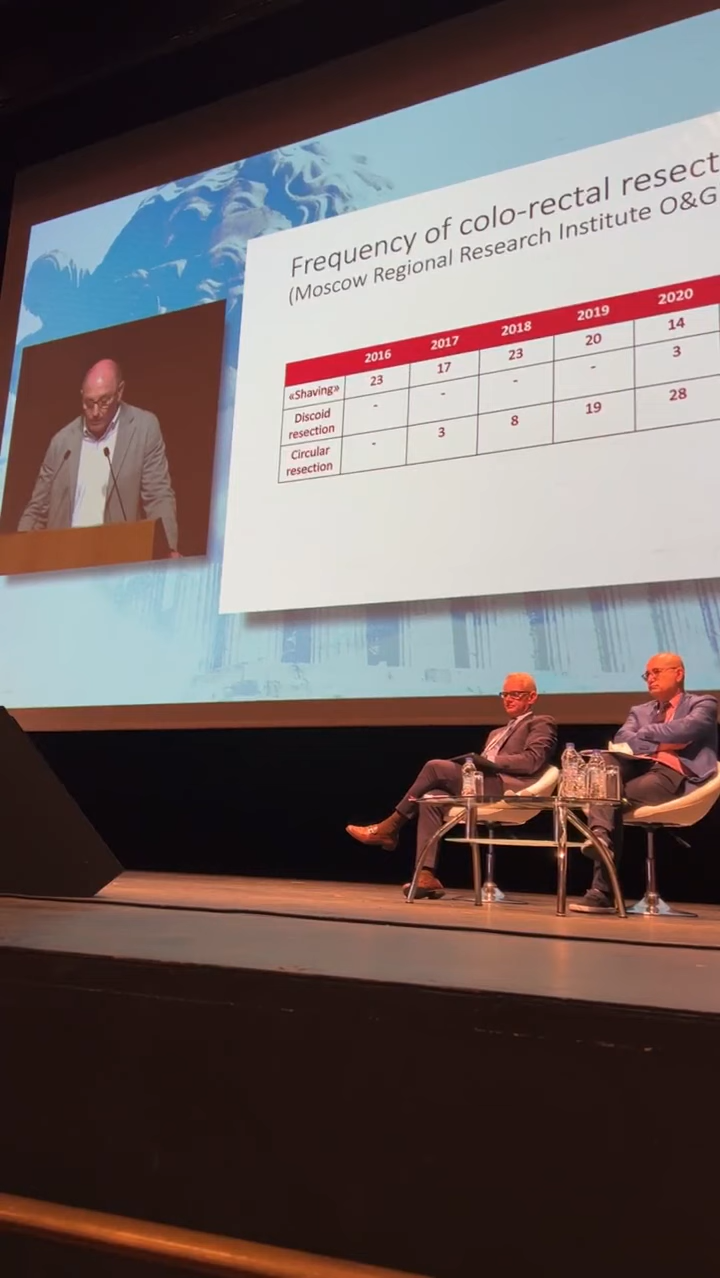 Frequency of colo-rectal resect
(Moscow Regional Research Institute O&G
2016 2017 2018 2019 2020
«Shaving» 23 17 23 20 14
Discoid
resection - - - - 3
Circular
resection - 3 8 19 28